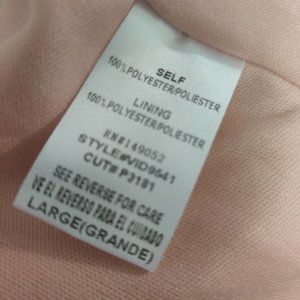 SELF
100%POLYESTER/POLIESTER
LINING
100%POLYESTER/POLIESTER
RN#149052
STYLE#VID9641
CUT# P3181
SEE REVERSE FOR CARE
VE EL REVERSO PARA EL CUIDADO
LARGE(GRANDE)